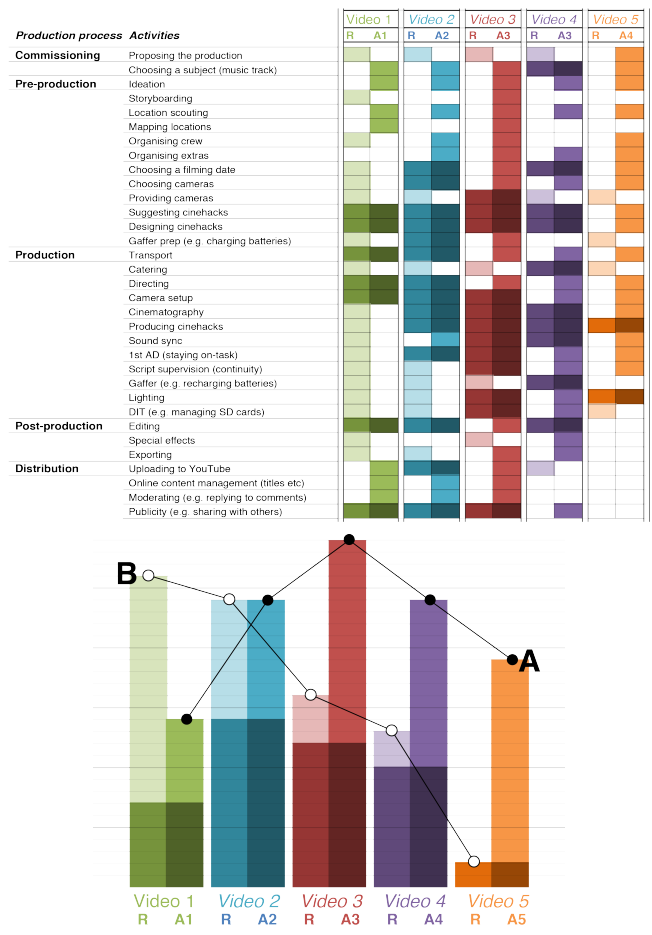 Video 1 Video 2 Video 3 Video 4 Video 5
Production process Activities R A1 R A2 R A3 R A3 R A4
Commissioning Proposing the production
Choosing a subject (music track)
Pre-production Ideation
Storyboarding
Location scouting
Mapping locations
Organising crew
Organising extras
Choosing a filming date
Choosing cameras
Providing cameras
Suggesting cinehacks
Designing cinehacks
Gaffer prep (e.g. charging batteries)
Production Transport
Catering
Directing
Camera setup
Cinematography
Producing cinehacks
Sound sync
1st AD (staying on-task)
Script supervision (continuity)
Gaffer (e.g. recharging batteries)
Lighting
DIT (e.g. managing SD cards)
Post-production Editing
Special effects
Exporting
Distribution Uploading to YouTube
Online content management (titles etc)
Moderating (e.g. replying to comments)
Publicity (e.g. sharing with others)
B
A
Video 1 Video 2 Video 3 Video 4 Video 5
R A1 R A2 R A3 R A4 R A5